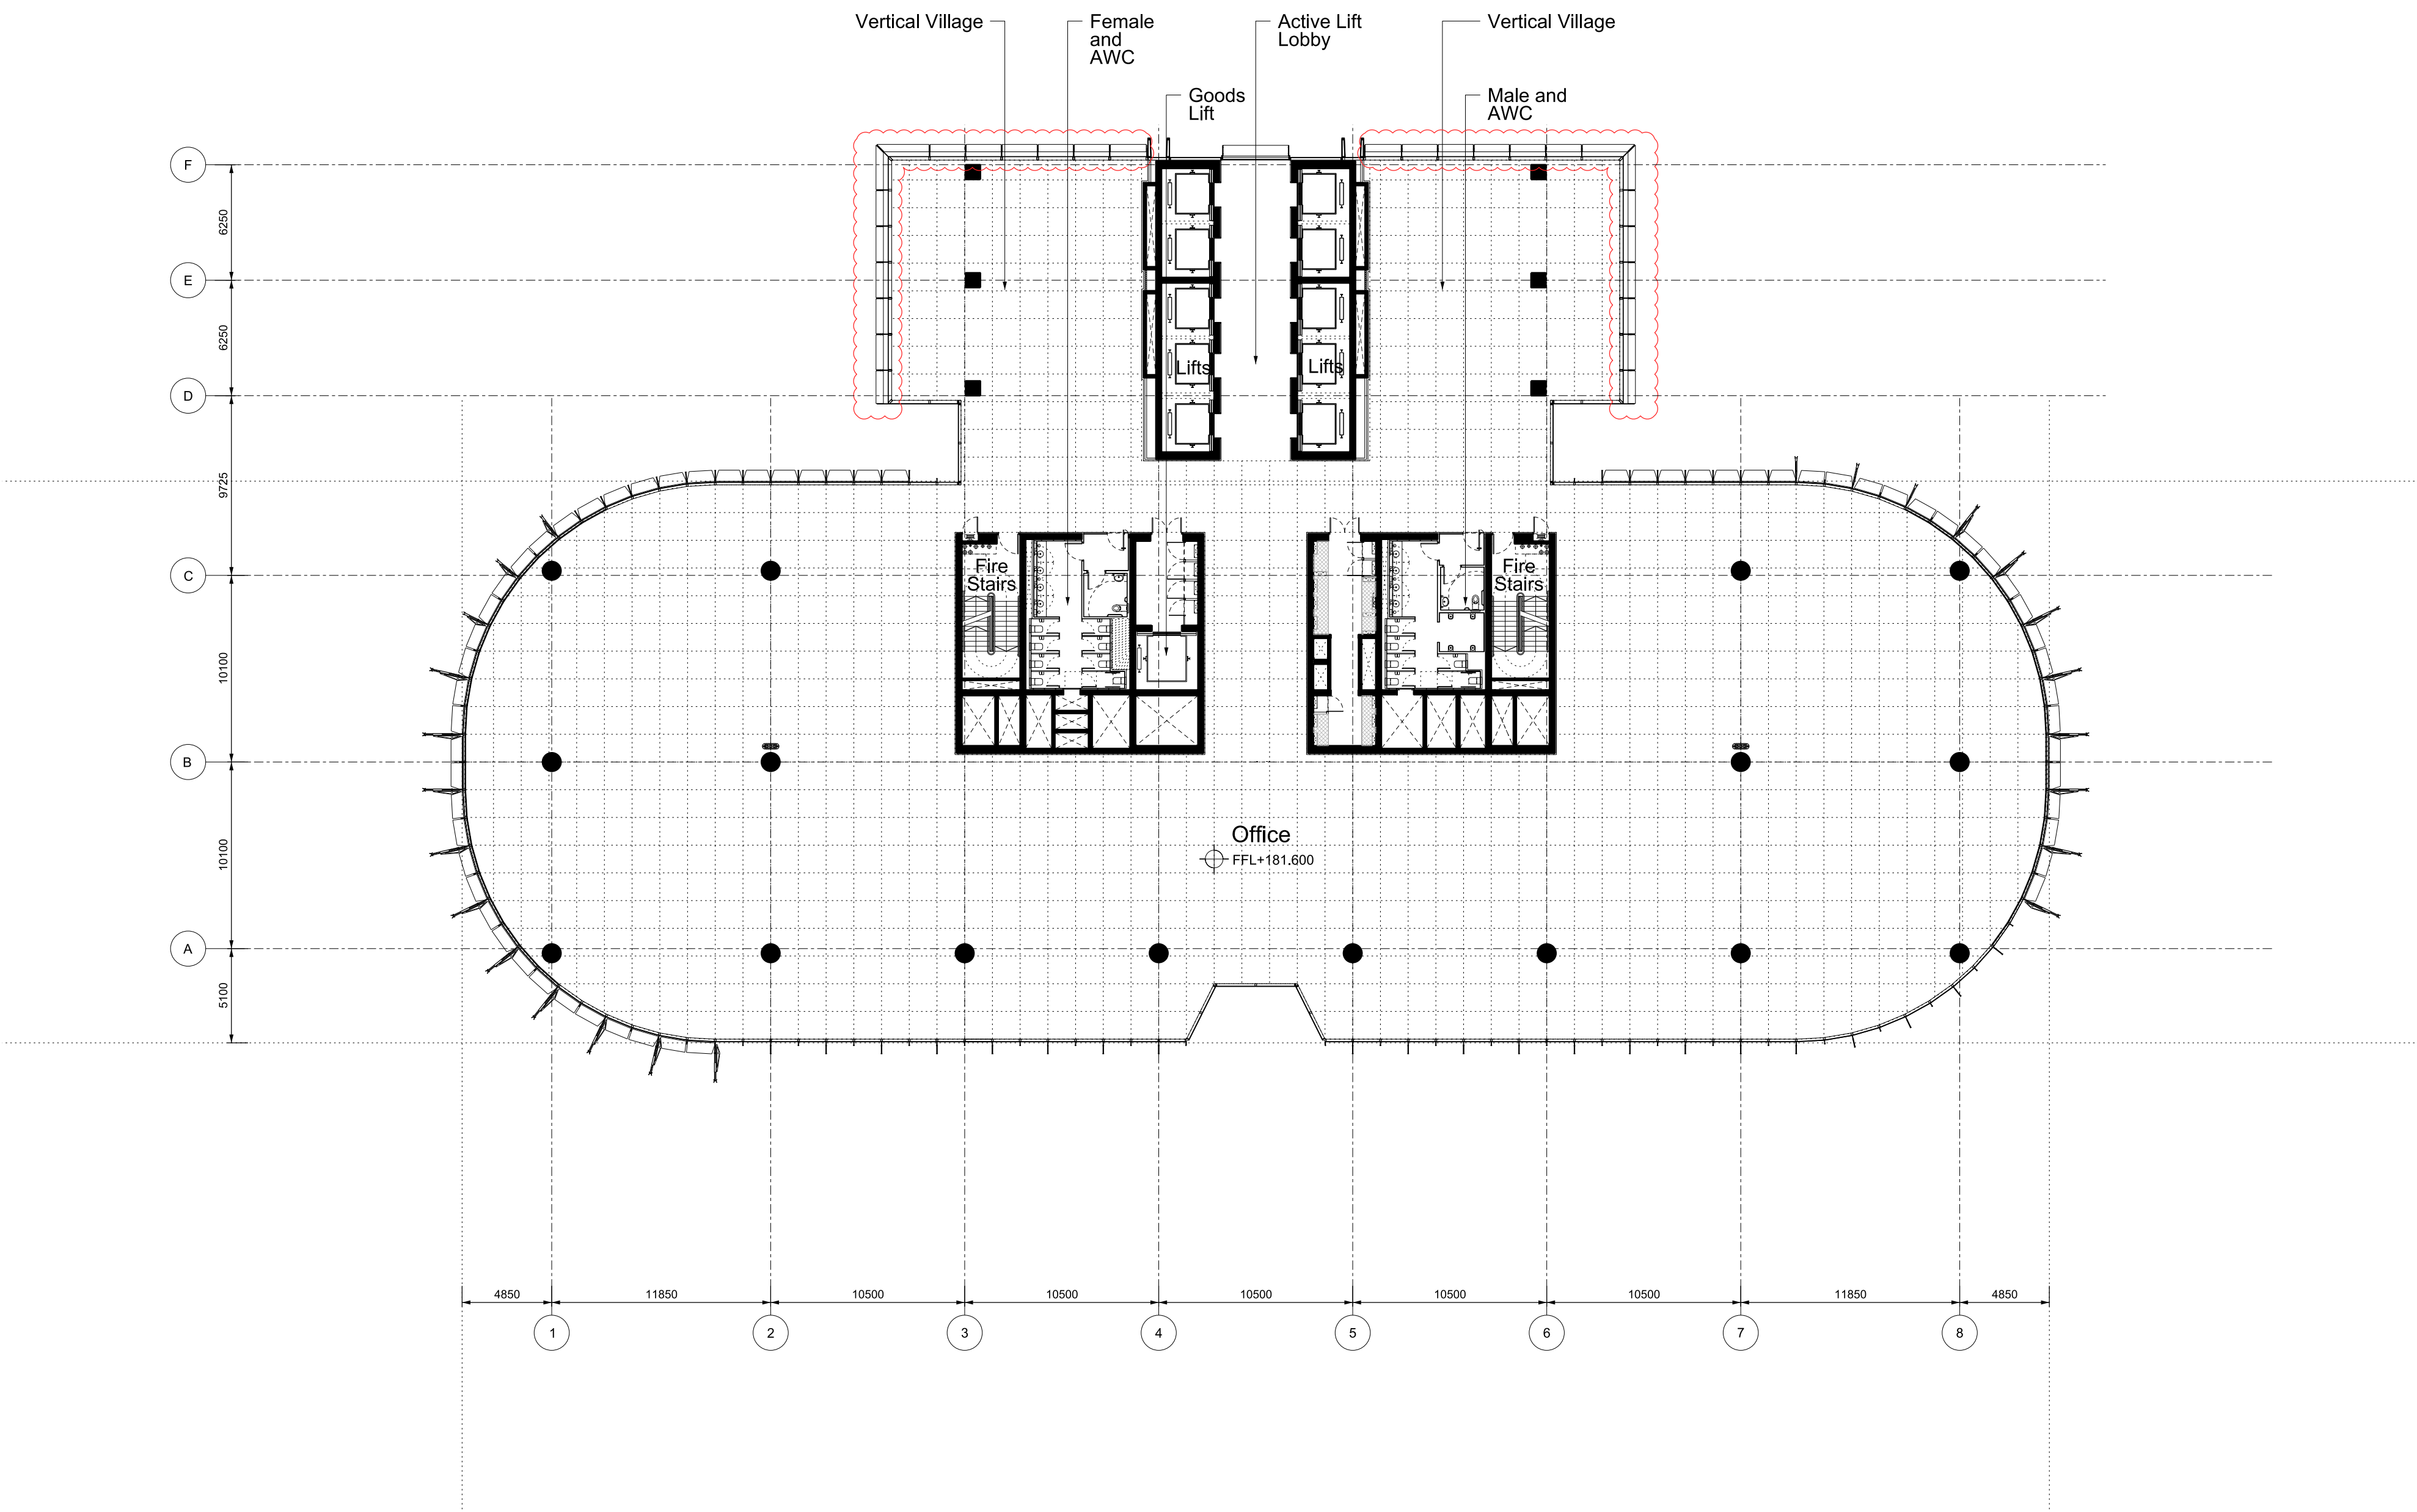 Vertical Village
Female
and
AWC
Active Lift
Lobby
Vertical Village
Goods
Lift
Male and
AWC
F
6250
E
6250
D
9725
C
10100
B
10100
A
5100
Lifts
Lifts
Fire
Stairs
Fire
Stairs
Office
FFL+181.600
4850
11850
10500
10500
10500
10500
10500
11850
4850
1
2
3
4
5
6
7
8